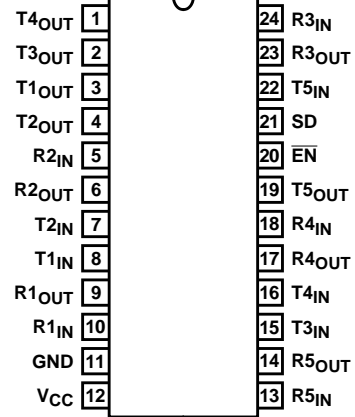 T4OUT 1 24 R3IN
T3OUT 2 23 R3OUT
T1OUT 3 22 T5IN
T2OUT 4 21 SD
R2IN 5 20 E̅N̅
R2OUT 6 19 T5OUT
T2IN 7 18 R4IN
T1IN 8 17 R4OUT
R1OUT 9 16 T4IN
R1IN 10 15 T3IN
GND 11 14 R5OUT
VCC 12 13 R5IN